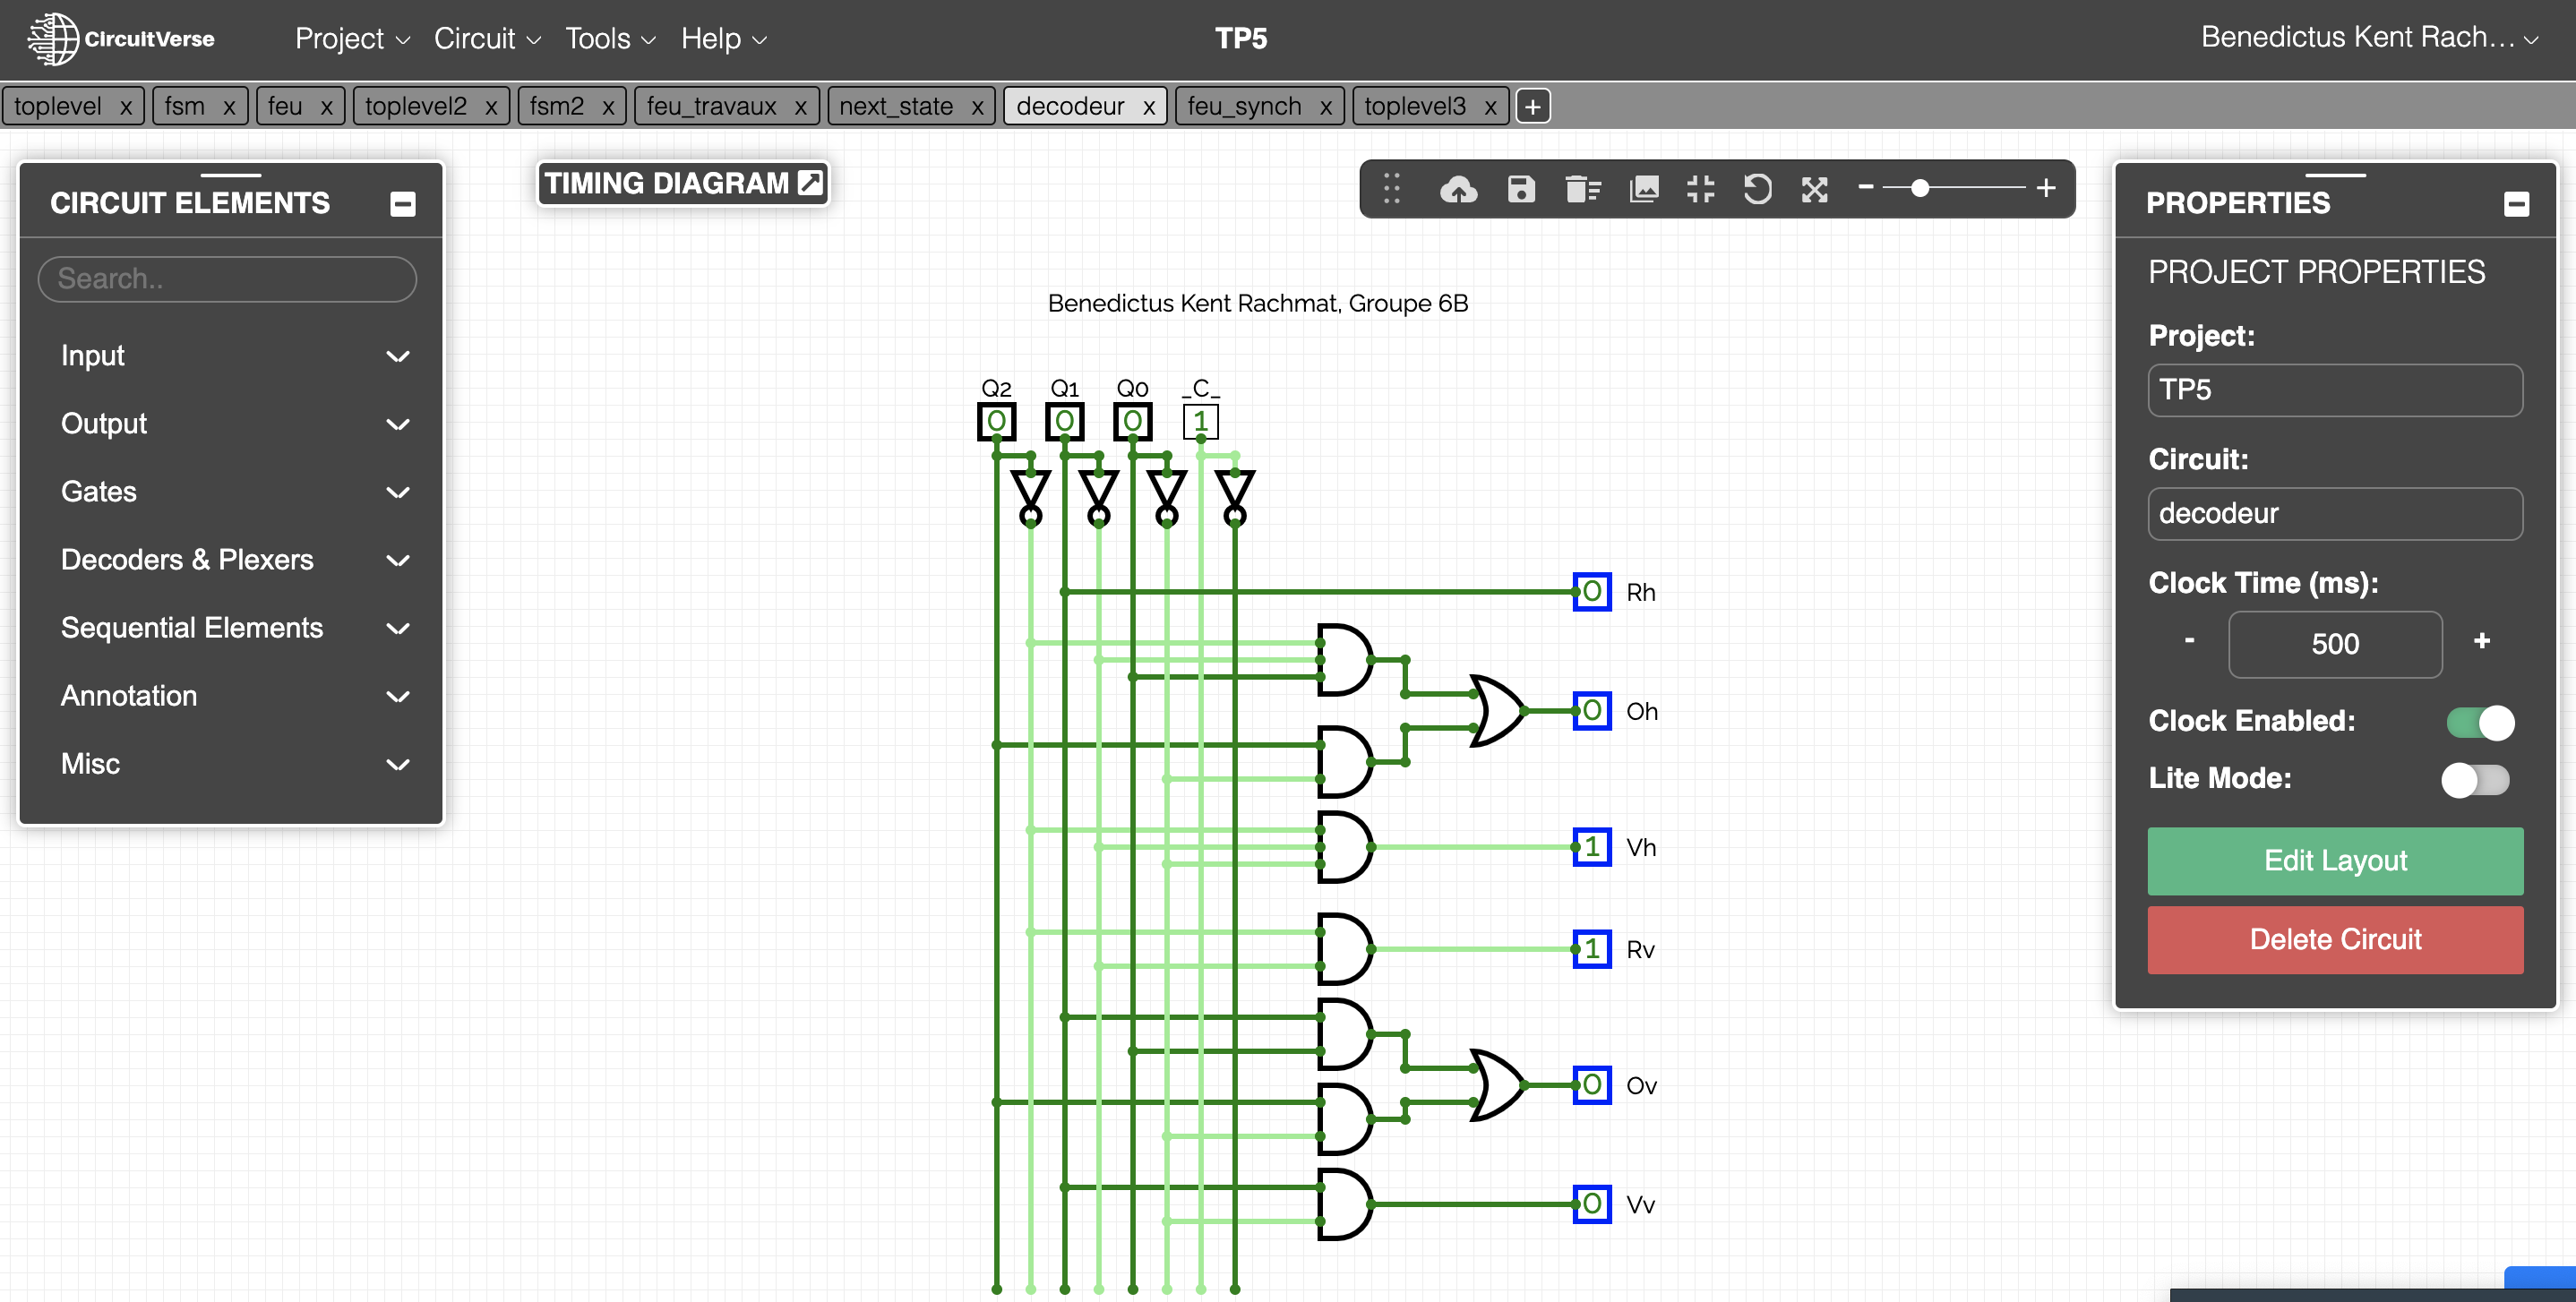 CircuitVerse Project Circuit Tools Help TP5 Benedictus Kent Rach...
toplevel x fsm x feu x toplevel2 x fsm2 x feu_travaux x next_state x decodeur x feu_synch x toplevel3 x +
CIRCUIT ELEMENTS
Search..
Input
Output
Gates
Decoders & Plexers
Sequential Elements
Annotation
Misc
TIMING DIAGRAM
Benedictus Kent Rachmat, Groupe 6B
Q2 Q1 Q0 _C_
0 0 0 1
0 Rh
0 Oh
1 Vh
1 Rv
0 Ov
0 Vv
PROPERTIES
PROJECT PROPERTIES
Project:
TP5
Circuit:
decodeur
Clock Time (ms):
- 500 +
Clock Enabled:
Lite Mode:
Edit Layout
Delete Circuit